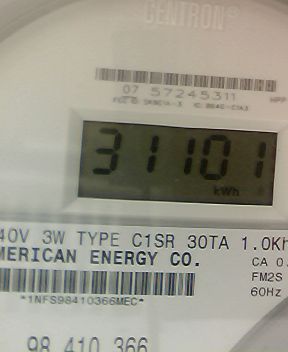 CENTRON®
07 57245311
31101
kWh
40V 3W TYPE C1SR 30TA 1.0Kh
MERICAN ENERGY CO.
CA 0.
FM2S
60Hz
*1NFS98410366MEC*
98 410 366